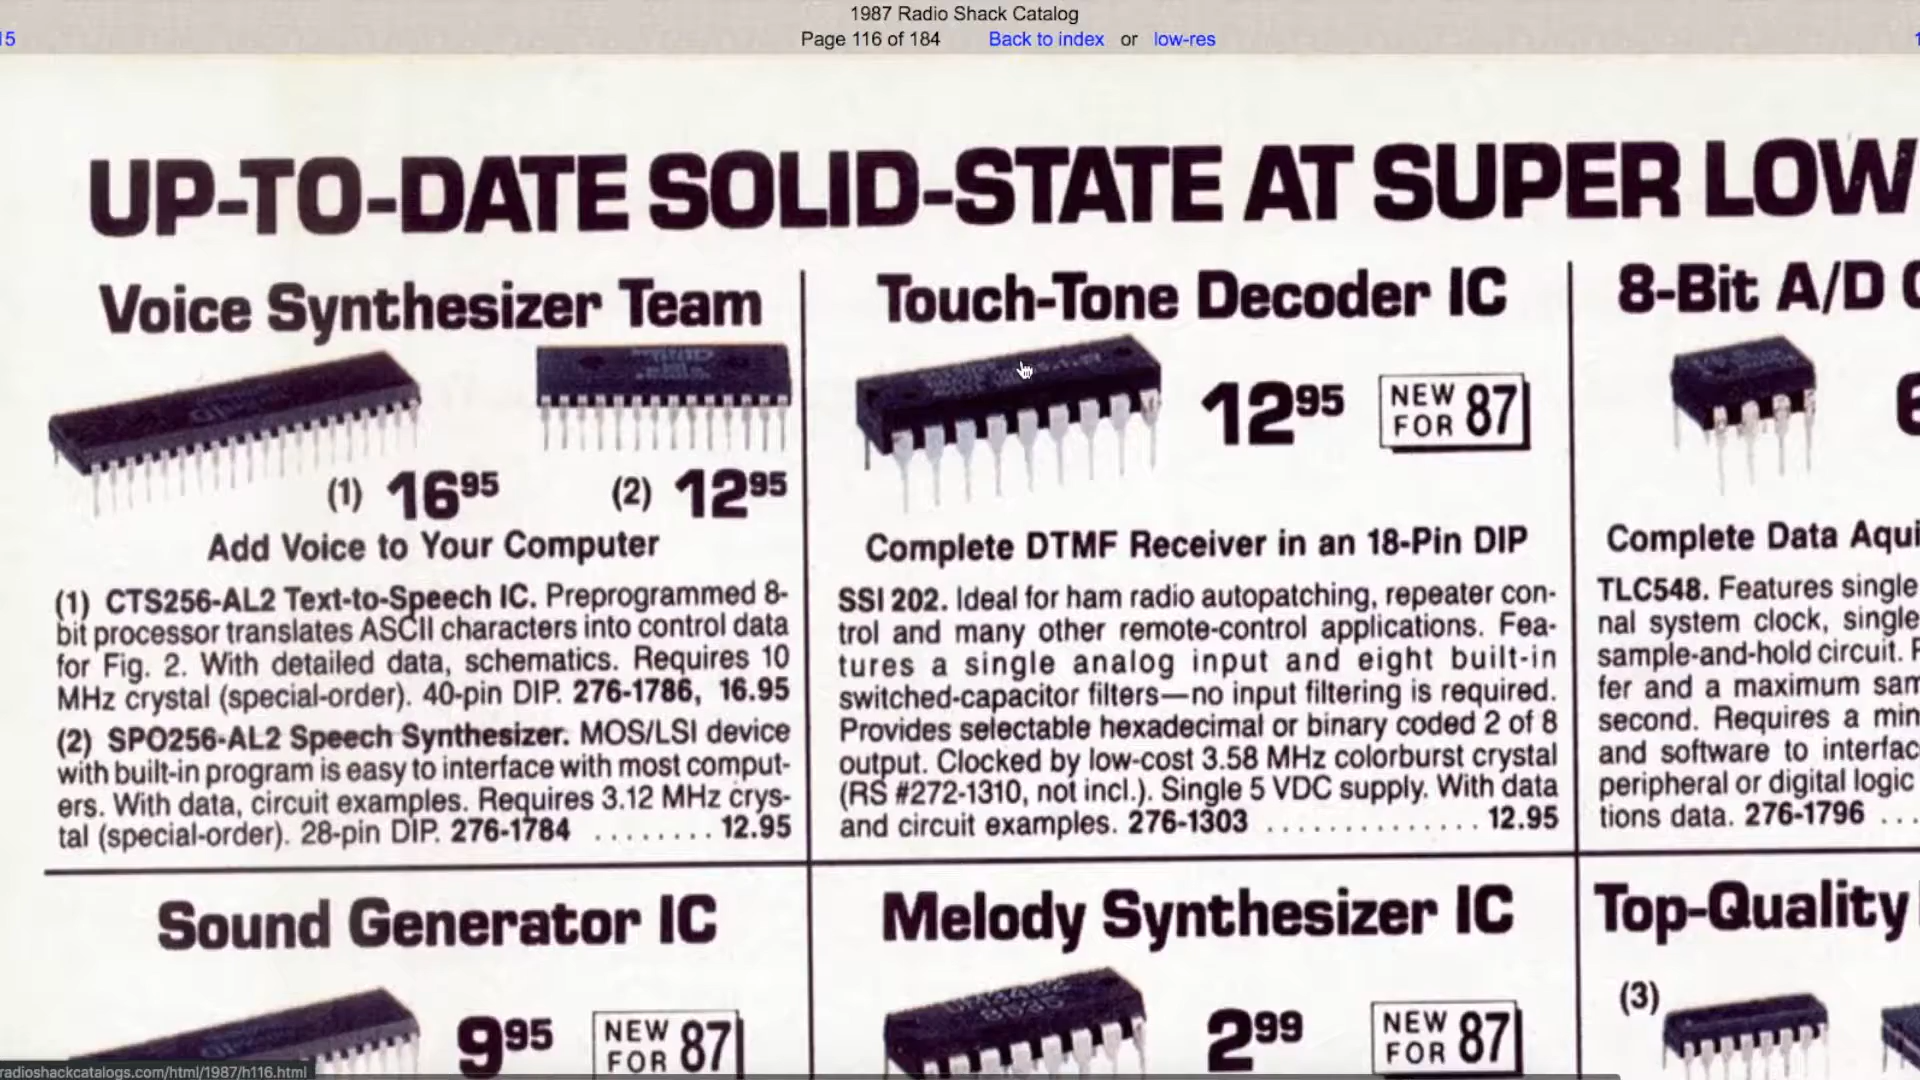 1987 Radio Shack Catalog
15
Page 116 of 184 Back to index or low-res
UP-TO-DATE SOLID-STATE AT SUPER LOW
Voice Synthesizer Team
(1) 1695 (2) 1295
Add Voice to Your Computer
(1) CTS256-AL2 Text-to-Speech IC. Preprogrammed 8-
bit processor translates ASCII characters into control data
for Fig. 2. With detailed data, schematics. Requires 10
MHz crystal (special-order). 40-pin DIP. 276-1786, 16.95
(2) SPO256-AL2 Speech Synthesizer. MOS/LSI device
with built-in program is easy to interface with most comput-
ers. With data, circuit examples. Requires 3.12 MHz crys-
tal (special-order). 28-pin DIP. 276-1784 ........ 12.95
Touch-Tone Decoder IC
1295 NEW FOR 87
Complete DTMF Receiver in an 18-Pin DIP
SSI 202. Ideal for ham radio autopatching, repeater con-
trol and many other remote-control applications. Fea-
tures a single analog input and eight built-in
switched-capacitor filters—no input filtering is required.
Provides selectable hexadecimal or binary coded 2 of 8
output. Clocked by low-cost 3.58 MHz colorburst crystal
(RS #272-1310, not incl.). Single 5 VDC supply. With data
and circuit examples. 276-1303 .............. 12.95
8-Bit A/D
Complete Data Aqui
TLC548. Features single
nal system clock, single
sample-and-hold circuit.
fer and a maximum sam
second. Requires a min
and software to interfac
peripheral or digital logic
tions data. 276-1796 ...
Sound Generator IC
995 NEW FOR 87
Melody Synthesizer IC
299 NEW FOR 87
Top-Quality
(3)
radioshackcatalogs.com/html/1987/h116.html